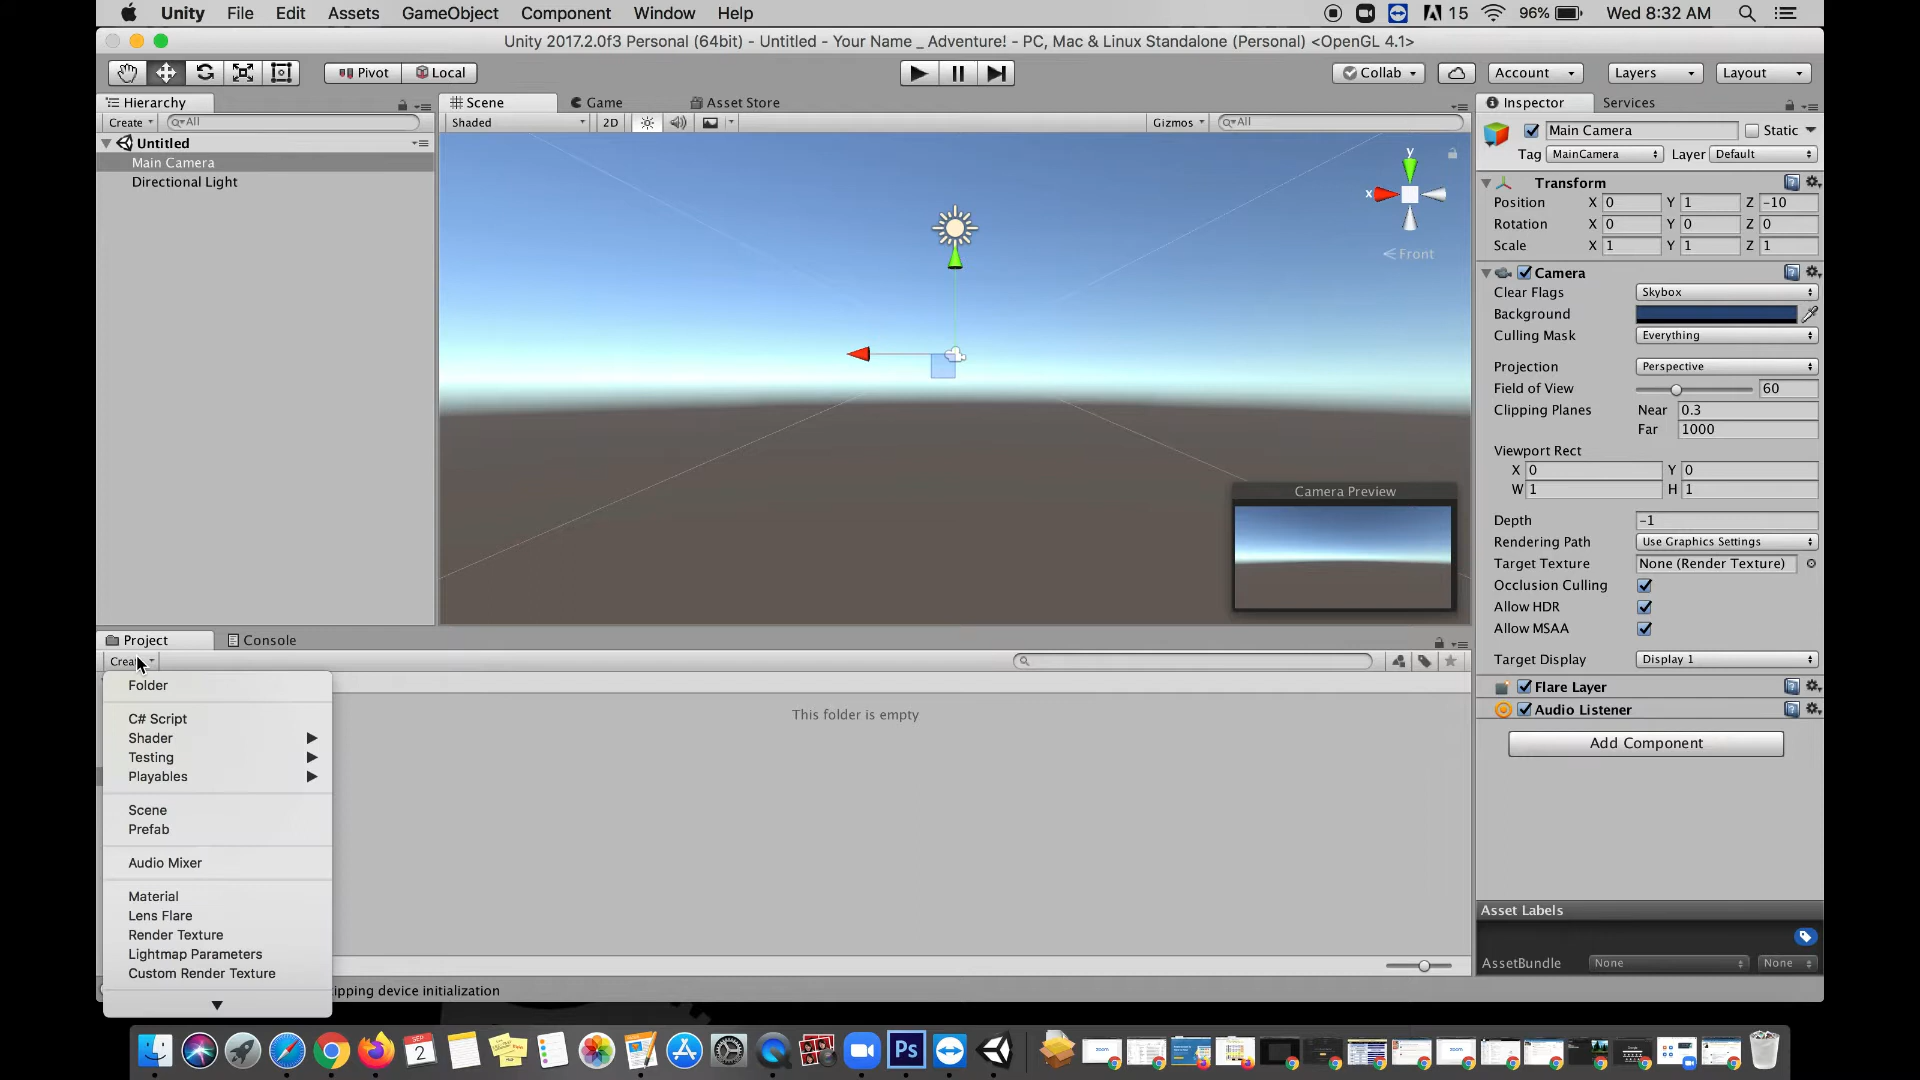 Unity File Edit Assets GameObject Component Window Help 15 96% Wed 8:32 AM
Unity 2017.2.0f3 Personal (64bit) - Untitled - Your Name _ Adventure! - PC, Mac & Linux Standalone (Personal) <OpenGL 4.1>
Pivot Local Collab Account Layers Layout
Hierarchy Scene Game Asset Store Inspector Services
Create All Shaded 2D Gizmos All
Untitled
Main Camera
Directional Light
y
x
Front
Camera Preview
Main Camera Static
Tag MainCamera Layer Default
Transform
Position X 0 Y 1 Z -10
Rotation X 0 Y 0 Z 0
Scale X 1 Y 1 Z 1
Camera
Clear Flags Skybox
Background
Culling Mask Everything
Projection Perspective
Field of View 60
Clipping Planes Near 0.3
Far 1000
Viewport Rect
X 0 Y 0
W 1 H 1
Depth -1
Rendering Path Use Graphics Settings
Target Texture None (Render Texture)
Occlusion Culling
Allow HDR
Allow MSAA
Target Display Display 1
Flare Layer
Audio Listener
Add Component
Asset Labels
AssetBundle None None
Project Console
Folder
C# Script
Shader
Testing
Playables
Scene
Prefab
Audio Mixer
Material
Lens Flare
Render Texture
Lightmap Parameters
Custom Render Texture
This folder is empty
ipping device initialization
SEP
2
Ps
zoom
zoom